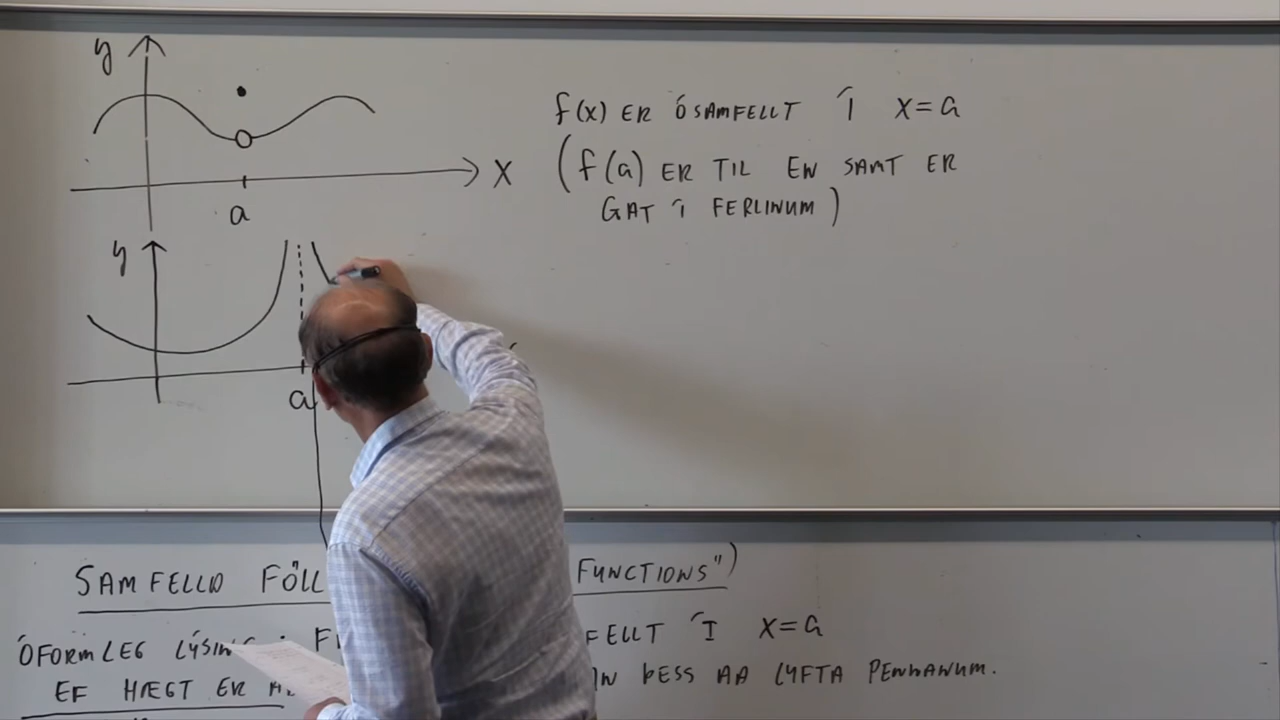 y
f(x) ER ÓSAMFELLT Í X=a
X
(f(a) ER TIL EN SAMT ER
a
GAT Í FERLINUM)
y
a
SAMFELLD FÖLL FUNCTIONS")
ÓFORMLEG LÝSING: FELLT Í X=a
EF HÆGT ER ÞESS AÐ LYFTA PENNANUM.